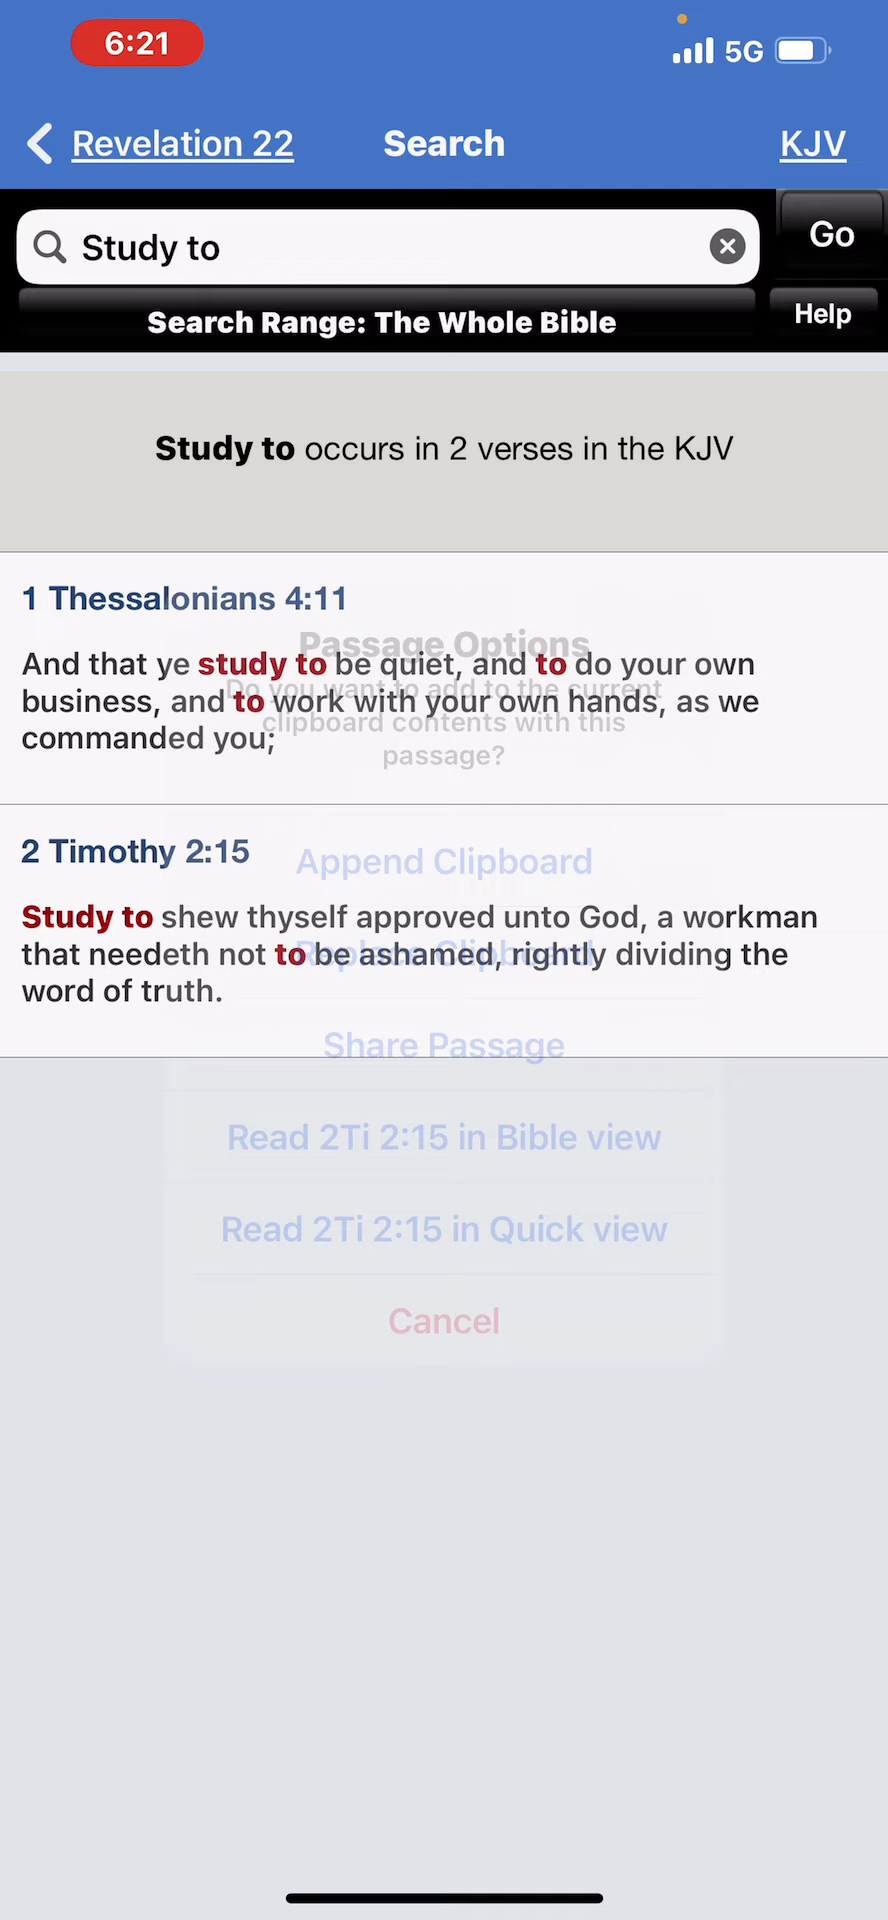 6:21
5G
Revelation 22
Search
KJV
Study to
Go
Search Range: The Whole Bible
Help
Study to occurs in 2 verses in the KJV
1 Thessalonians 4:11
And that ye study to be quiet, and to do your own
business, and to work with your own hands, as we
commanded you;
Passage Options
Do you want to add to the current
clipboard contents with this
passage?
2 Timothy 2:15
Study to shew thyself approved unto God, a workman
that needeth not to be ashamed, rightly dividing the
word of truth.
Append Clipboard
Replace Clipboard
Share Passage
Read 2Ti 2:15 in Bible view
Read 2Ti 2:15 in Quick view
Cancel